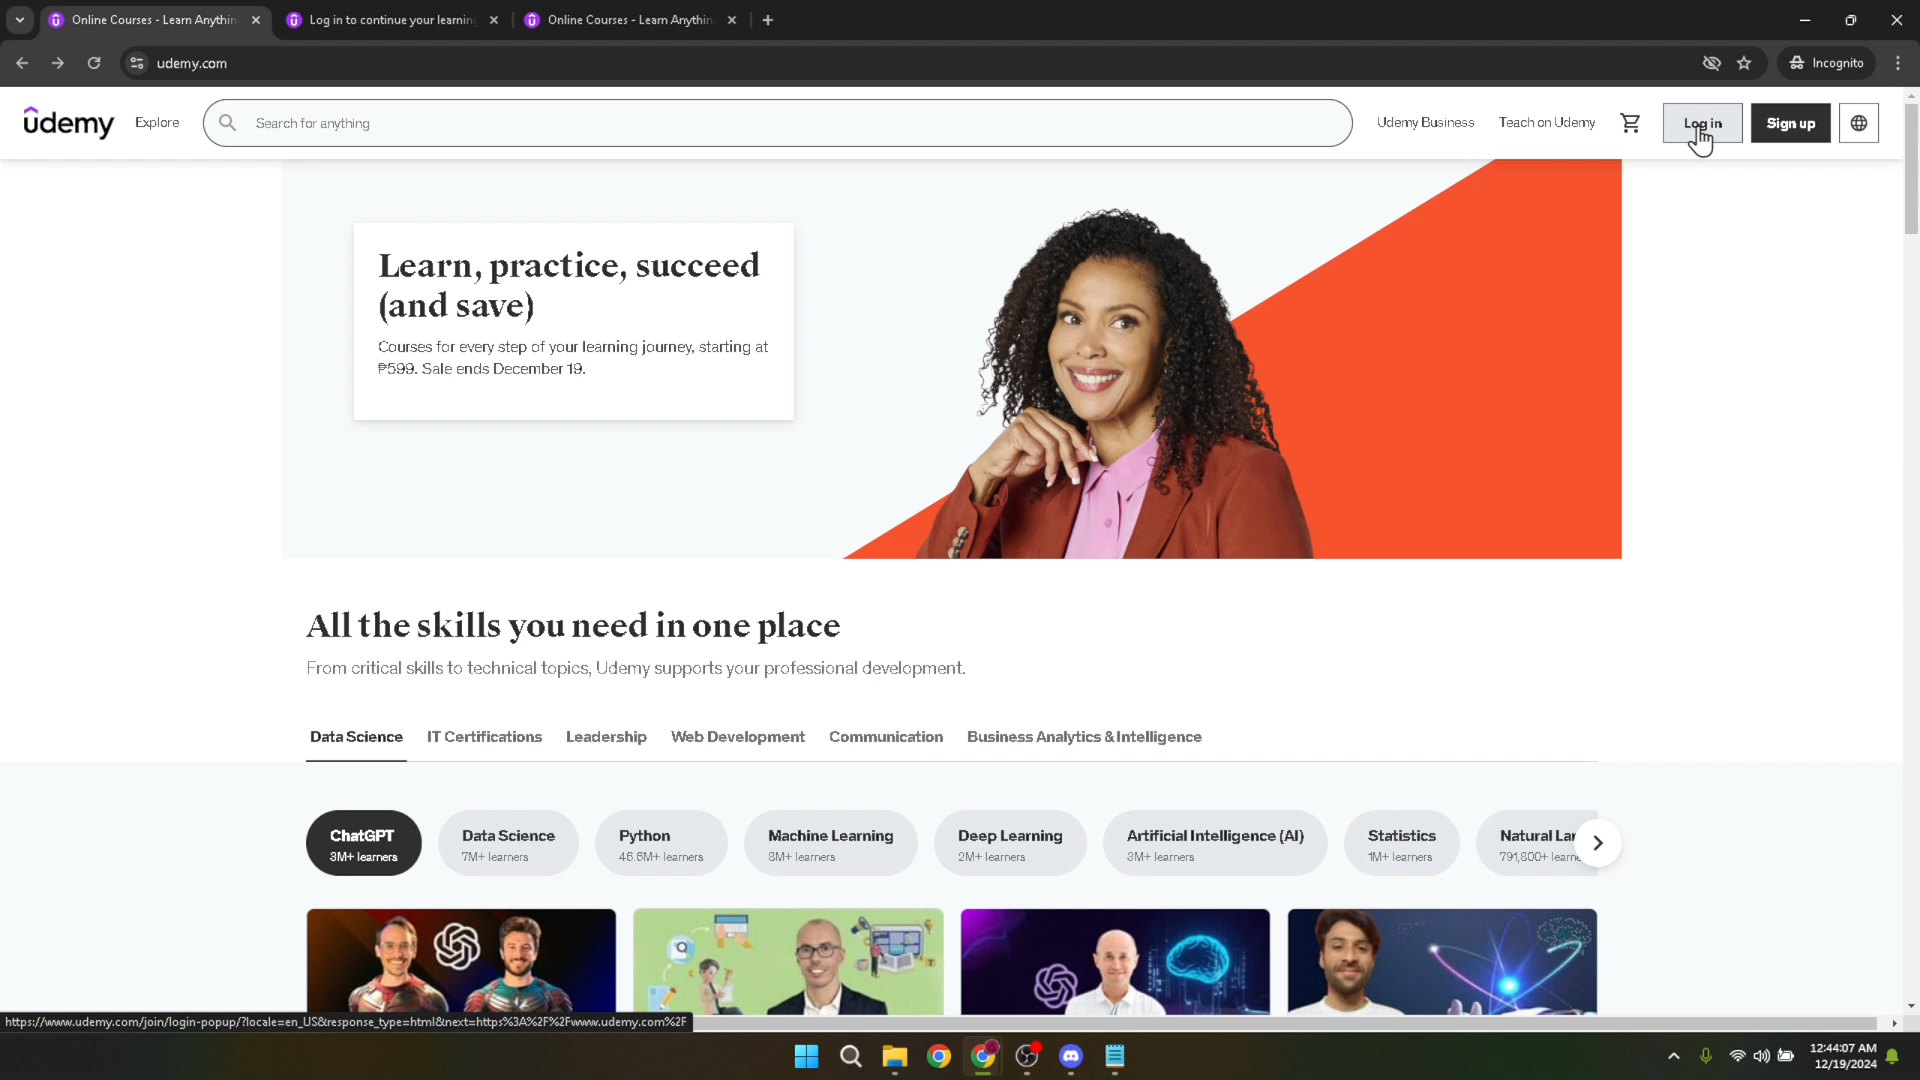 Online Courses - Learn Anythin
Log in to continue your learnin
Online Courses - Learn Anythin
udemy.com
Incognito
ûdemy
Explore
Search for anything
Udemy Business
Teach on Udemy
Log in
Sign up
Learn, practice, succeed
(and save)
Courses for every step of your learning journey, starting at
₱599. Sale ends December 19.
All the skills you need in one place
From critical skills to technical topics, Udemy supports your professional development.
Data Science
IT Certifications
Leadership
Web Development
Communication
Business Analytics & Intelligence
ChatGPT
3M+ learners
Data Science
7M+ learners
Python
46.6M+ learners
Machine Learning
8M+ learners
Deep Learning
2M+ learners
Artificial Intelligence (AI)
3M+ learners
Statistics
1M+ learners
Natural Lar
791,800+ learne
https://www.udemy.com/join/login-popup/?locale=en_US&response_type=html&next=https%3A%2F%2Fwww.udemy.com%2F
12:44:07 AM
12/19/2024